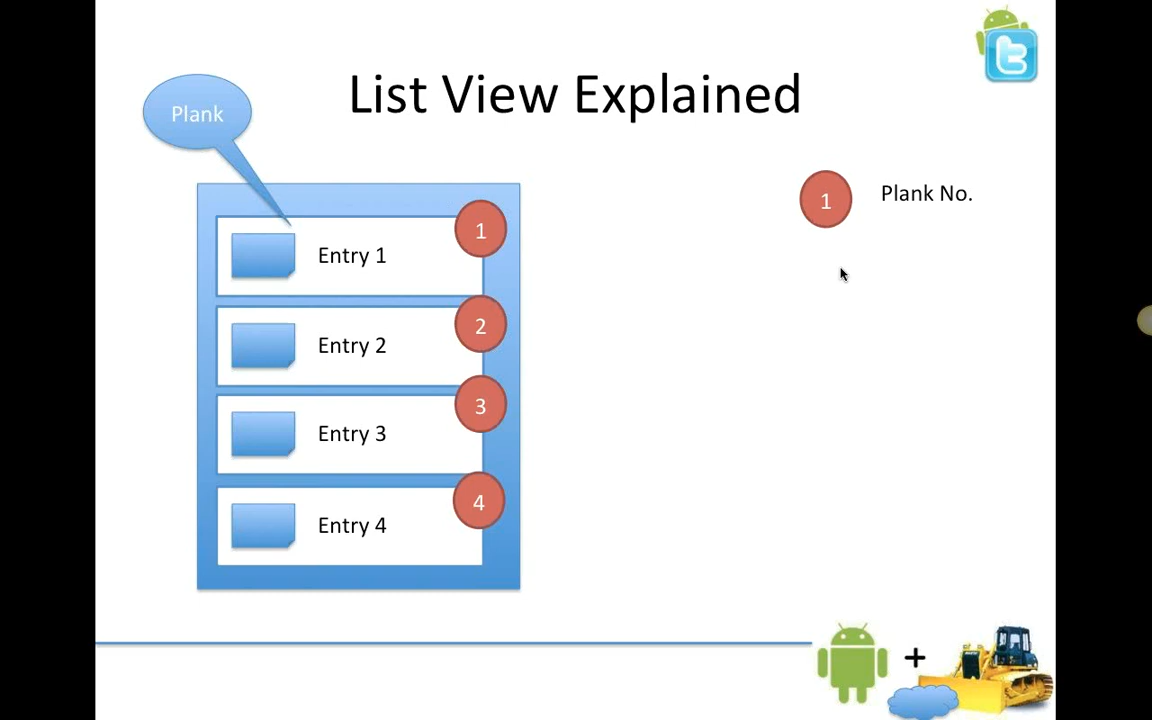 List View Explained
Plank
1
Plank No.
1
Entry 1
2
Entry 2
3
Entry 3
4
Entry 4
t
+